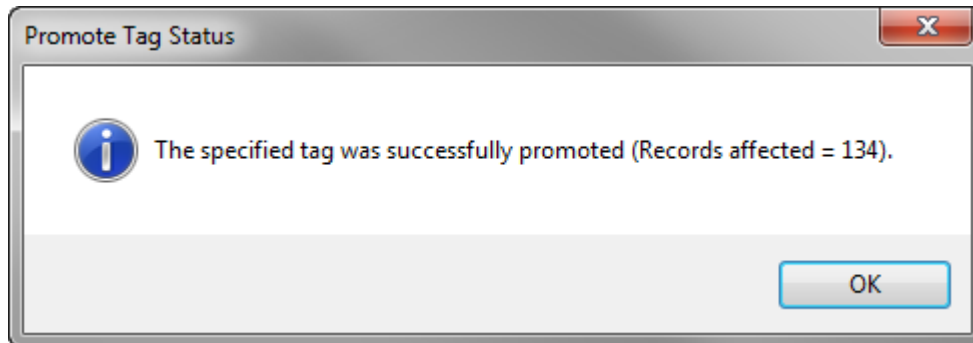 Promote Tag Status
The specified tag was successfully promoted (Records affected = 134).
OK